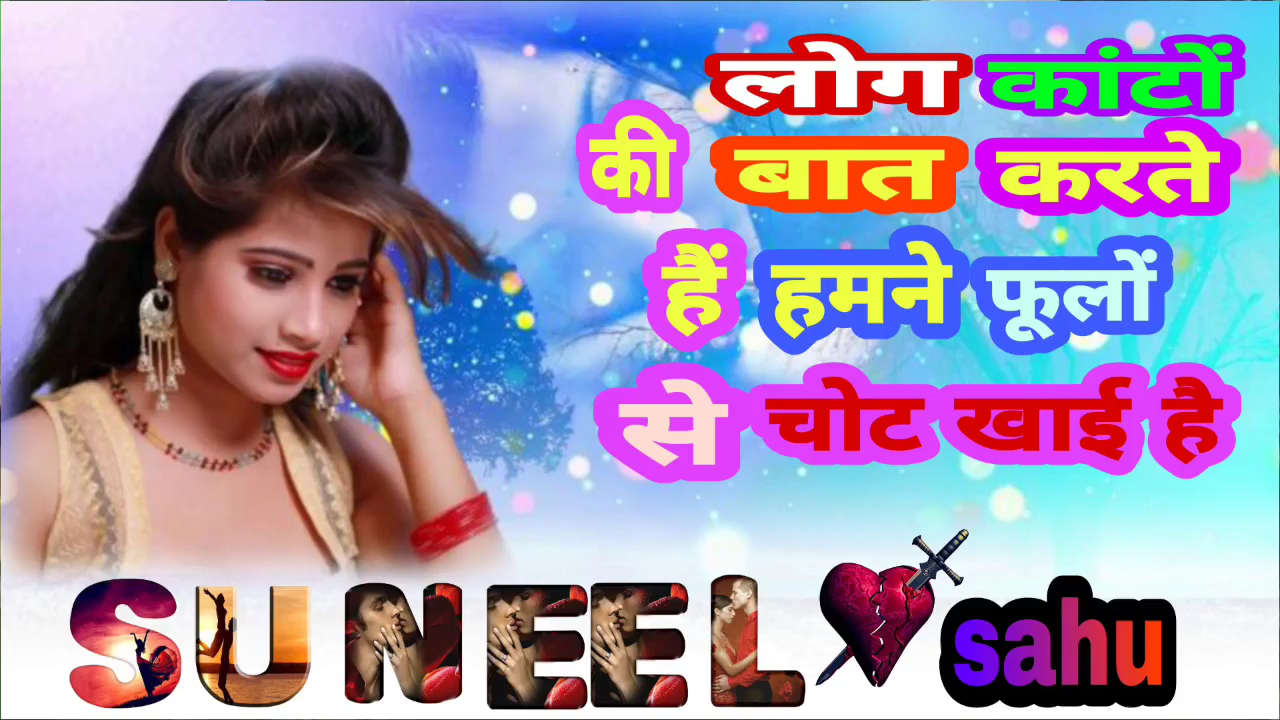 लोग कांटों
की बात करते
हैं हमने फूलों
से चोट खाई है
SUNEEL sahu